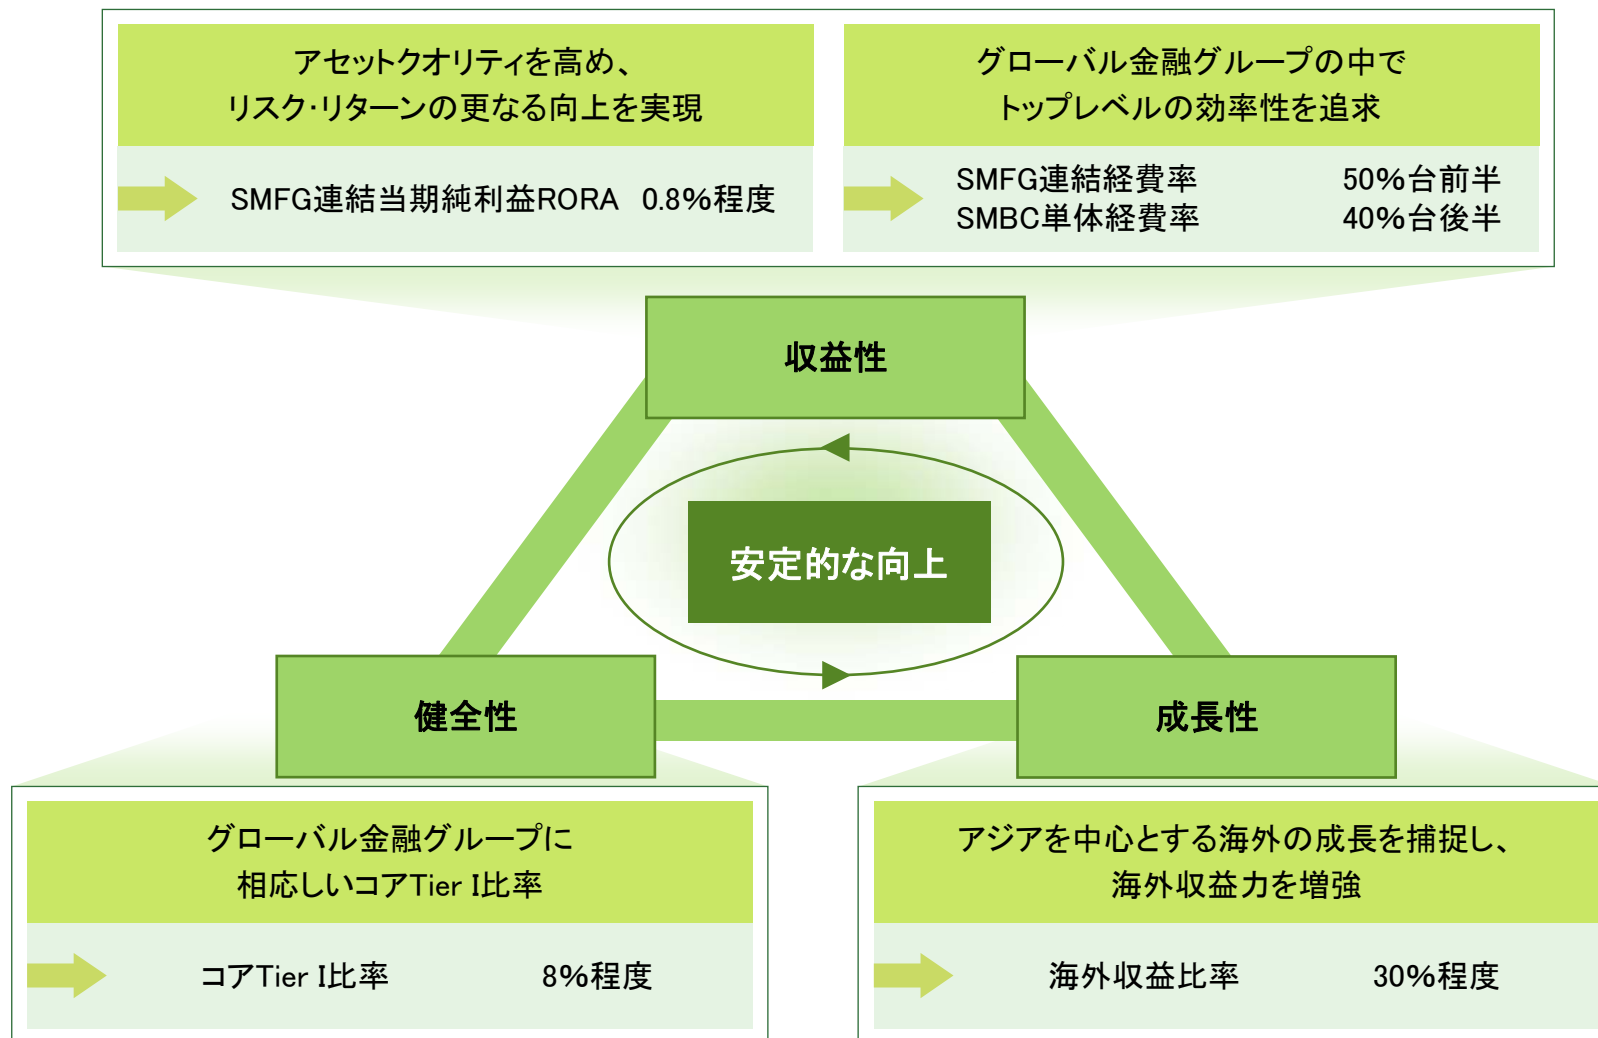 アセットクオリティを高め、
リスク・リターンの更なる向上を実現
SMFG連結当期純利益RORA 0.8%程度
グローバル金融グループの中で
トップレベルの効率性を追求
SMFG連結経費率 50%台前半
SMBC単体経費率 40%台後半
収益性
安定的な向上
健全性
成長性
グローバル金融グループに
相応しいコアTier I比率
コアTier I比率 8%程度
アジアを中心とする海外の成長を捕捉し、
海外収益力を増強
海外収益比率 30%程度